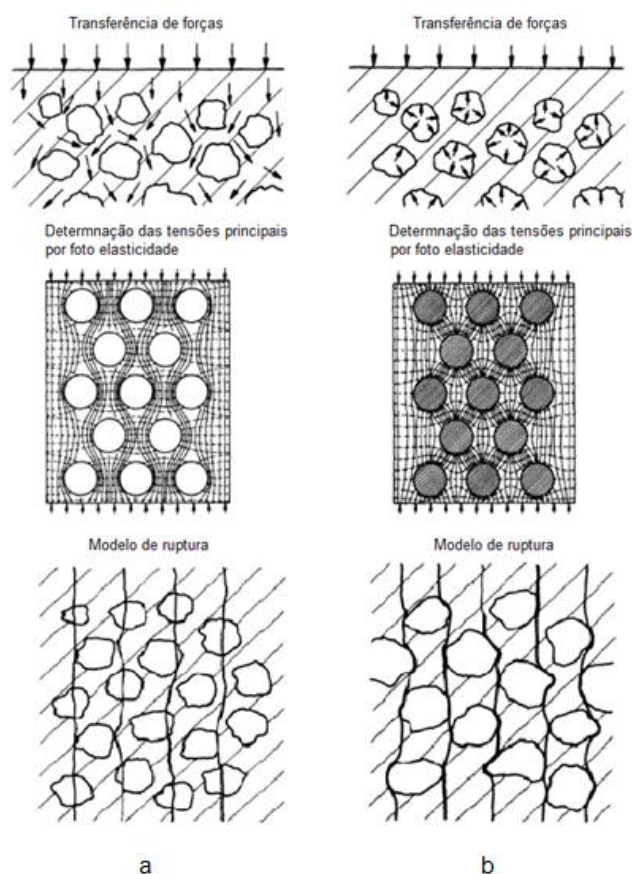 Transferência de forças
Transferência de forças
Determnação das tensões principais
por foto elasticidade
Determnação das tensões principais
por foto elasticidade
Modelo de ruptura
Modelo de ruptura
a
b